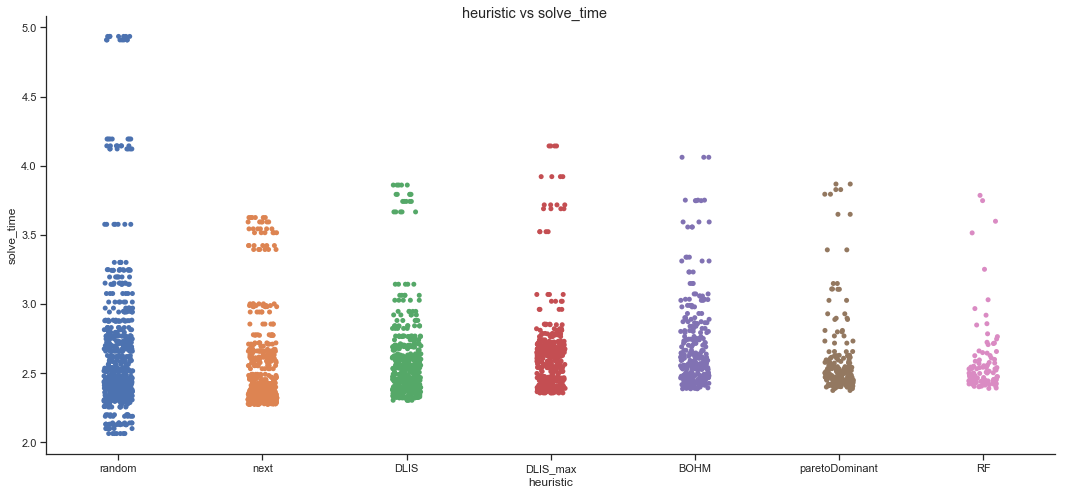 heuristic vs solve_time
5.0
4.5
4.0
3.5
3.0
2.5
2.0
solve_time
random next DLIS DLIS_max BOHM paretoDominant RF
heuristic